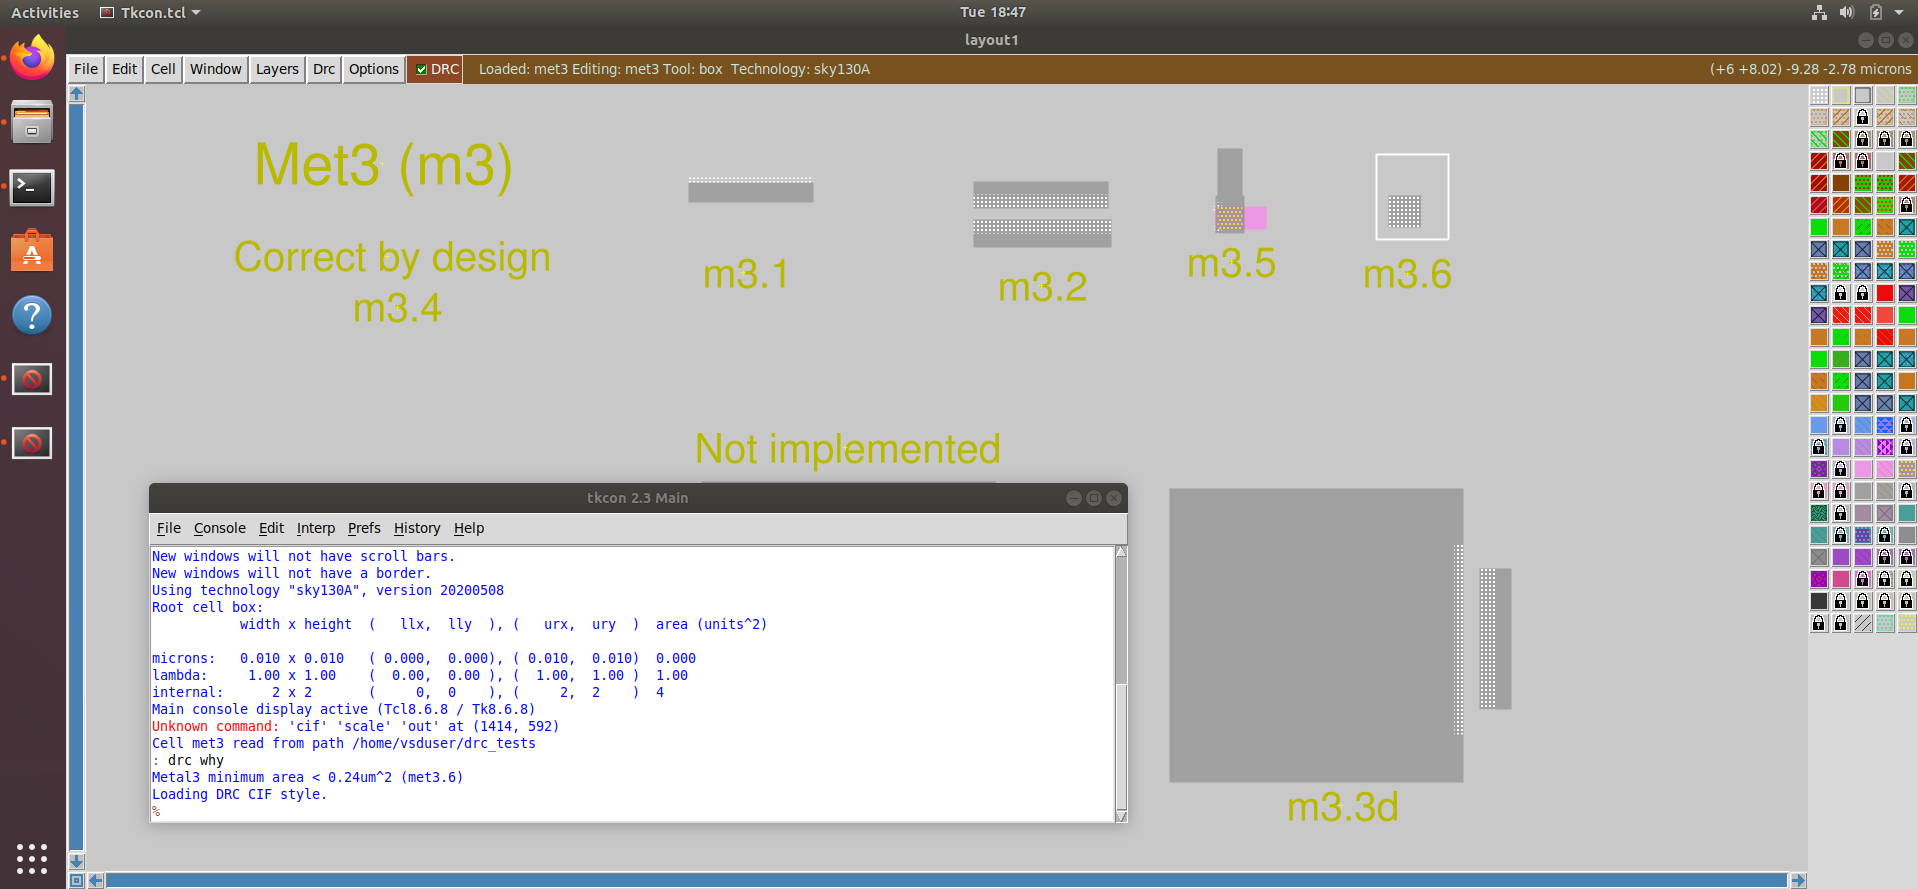 Activities Tkcon.tcl Tue 18:47
layout1
File Edit Cell Window Layers Drc Options DRC Loaded: met3 Editing: met3 Tool: box Technology: sky130A (+6 +8.02) -9.28 -2.78 microns
Met3 (m3)
Correct by design
m3.4
m3.1
m3.2
m3.5
m3.6
Not implemented
m3.3d
tkcon 2.3 Main
File Console Edit Interp Prefs History Help
New windows will not have scroll bars.
New windows will not have a border.
Using technology "sky130A", version 20200508
Root cell box:
width x height ( llx, lly ), ( urx, ury ) area (units^2)
microns: 0.010 x 0.010 ( 0.000, 0.000), ( 0.010, 0.010) 0.000
lambda: 1.00 x 1.00 ( 0.00, 0.00 ), ( 1.00, 1.00 ) 1.00
internal: 2 x 2 ( 0, 0 ), ( 2, 2 ) 4
Main console display active (Tcl8.6.8 / Tk8.6.8)
Unknown command: 'cif' 'scale' 'out' at (1414, 592)
Cell met3 read from path /home/vsduser/drc_tests
: drc why
Metal3 minimum area < 0.24um^2 (met3.6)
Loading DRC CIF style.
%